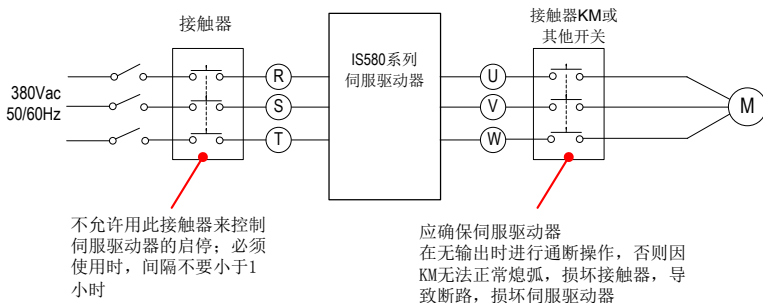 接触器
接触器KM或
其他开关
IS580系列
伺服驱动器
380Vac
50/60Hz
R
S
T
U
V
W
M
不允许用此接触器来控制
伺服驱动器的启停；必须
使用时，间隔不要小于1
小时
应确保伺服驱动器
在无输出时进行通断操作，否则因
KM无法正常熄弧，损坏接触器，导
致断路，损坏伺服驱动器